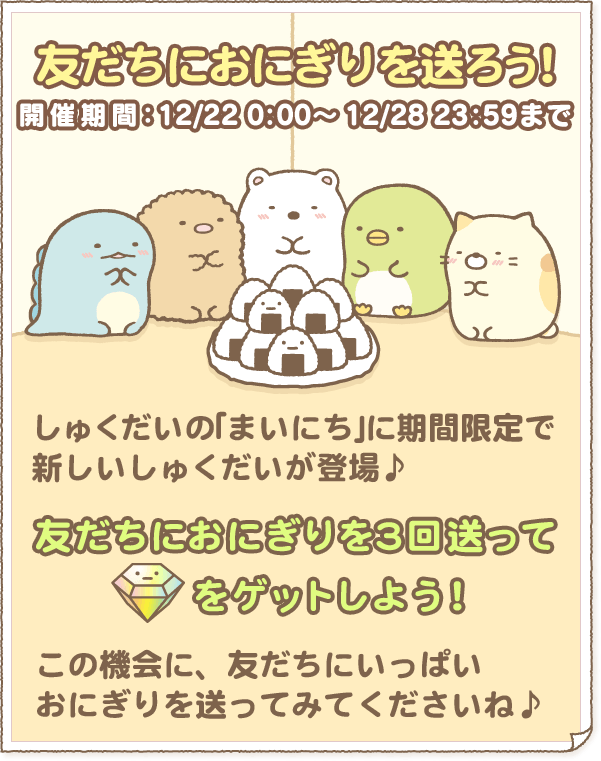 友だちにおにぎりを送ろう!
開催期間:12/22 0:00～12/28 23:59まで
しゅくだいの「まいにち」に期間限定で
新しいしゅくだいが登場♪
友だちにおにぎりを3回送って
をゲットしよう!
この機会に、友だちにいっぱい
おにぎりを送ってみてくださいね♪